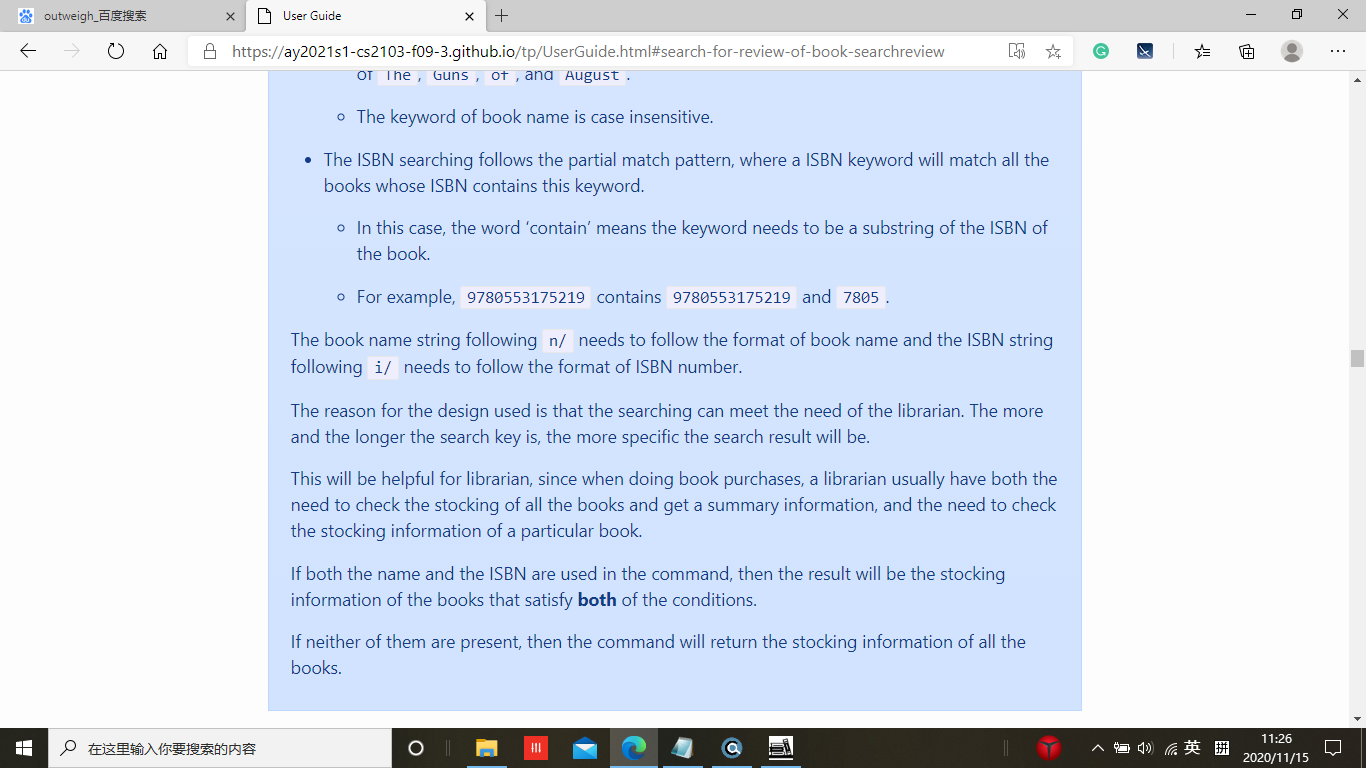 outweigh_百度搜索
User Guide
https://ay2021s1-cs2103-f09-3.github.io/tp/UserGuide.html#search-for-review-of-book-searchreview
of The , Guns , of , and August .
The keyword of book name is case insensitive.
The ISBN searching follows the partial match pattern, where a ISBN keyword will match all the
books whose ISBN contains this keyword.
In this case, the word ‘contain’ means the keyword needs to be a substring of the ISBN of
the book.
For example, 9780553175219 contains 9780553175219 and 7805 .
The book name string following n/ needs to follow the format of book name and the ISBN string
following i/ needs to follow the format of ISBN number.
The reason for the design used is that the searching can meet the need of the librarian. The more
and the longer the search key is, the more specific the search result will be.
This will be helpful for librarian, since when doing book purchases, a librarian usually have both the
need to check the stocking of all the books and get a summary information, and the need to check
the stocking information of a particular book.
If both the name and the ISBN are used in the command, then the result will be the stocking
information of the books that satisfy both of the conditions.
If neither of them are present, then the command will return the stocking information of all the
books.
在这里输入你要搜索的内容
英
拼
11:26
2020/11/15